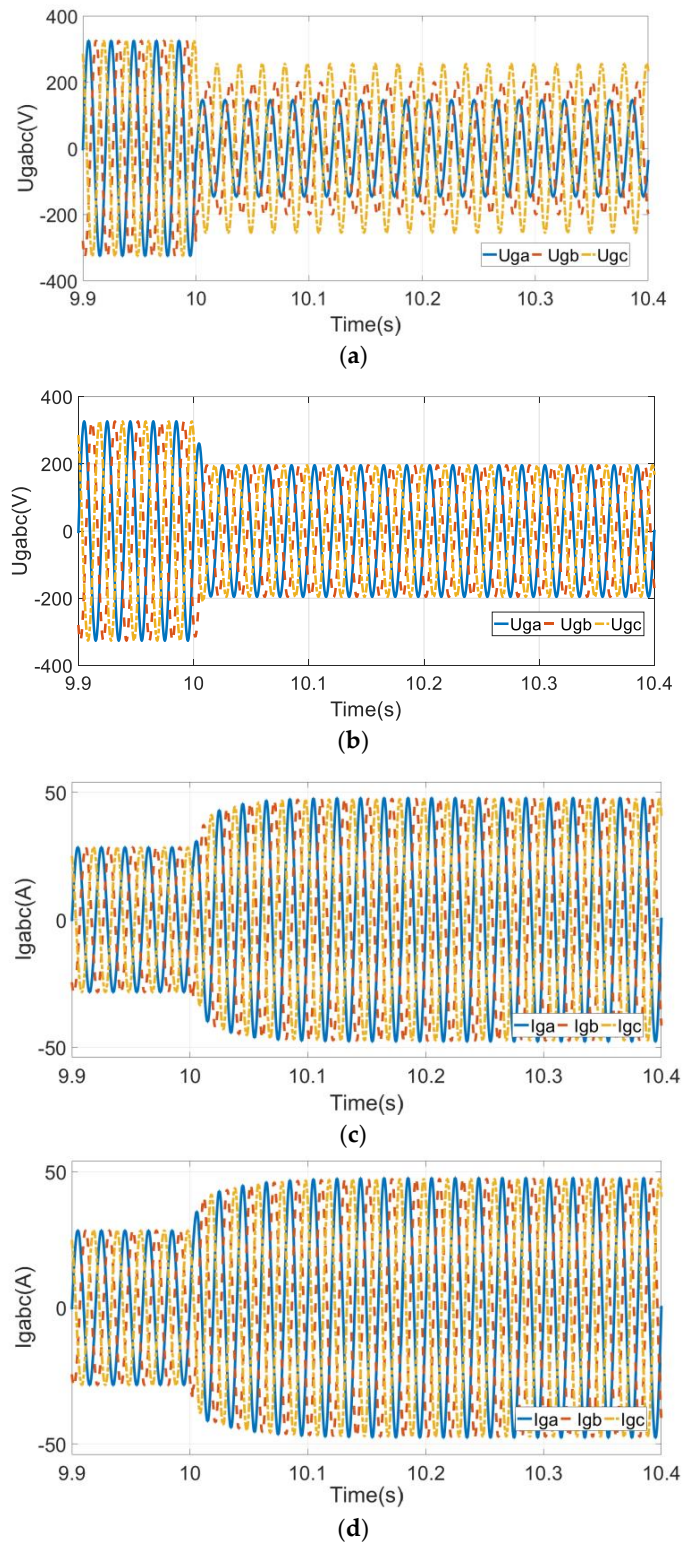 400
200
0
-200
-400
Ugabc(V)
Uga Ugb Ugc
9.9 10 10.1 10.2 10.3 10.4
Time(s)
(a)
400
200
0
-200
-400
Ugabc(V)
Uga Ugb Ugc
9.9 10 10.1 10.2 10.3 10.4
Time(s)
(b)
50
0
-50
Igabc(A)
Iga Igb Igc
9.9 10 10.1 10.2 10.3 10.4
Time(s)
(c)
50
0
-50
Igabc(A)
Iga Igb Igc
9.9 10 10.1 10.2 10.3 10.4
Time(s)
(d)